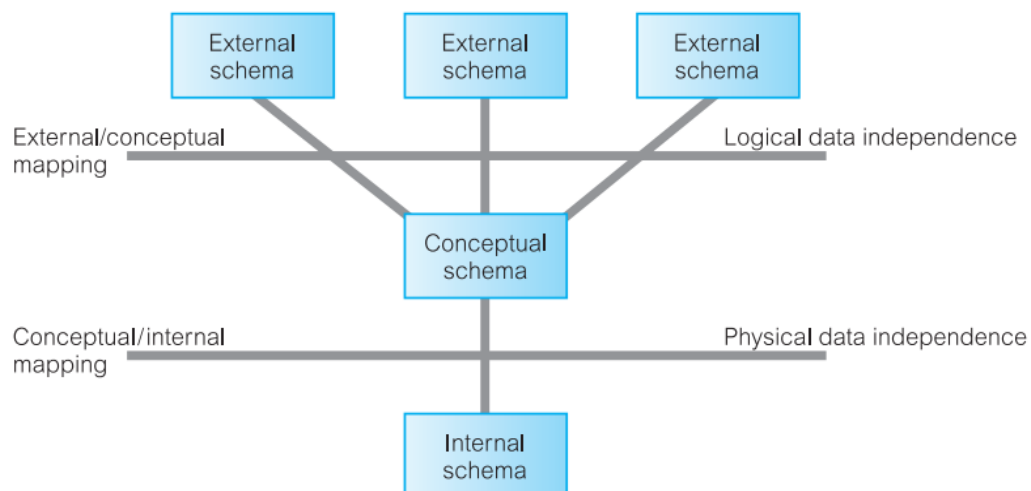 External
schema
External
schema
External
schema
External/conceptual
mapping
Logical data independence
Conceptual
schema
Conceptual/internal
mapping
Physical data independence
Internal
schema